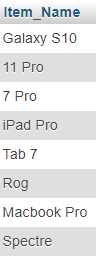 Item_Name
Galaxy S10
11 Pro
7 Pro
iPad Pro
Tab 7
Rog
Macbook Pro
Spectre